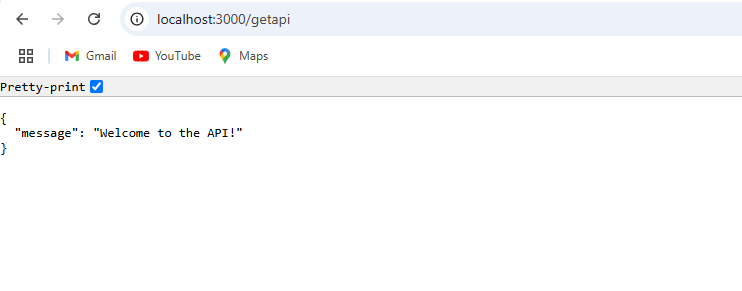 localhost:3000/getapi
Gmail YouTube Maps
Pretty-print
{
  "message": "Welcome to the API!"
}